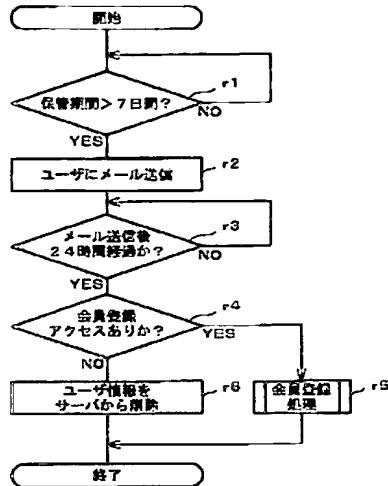 開始
保管期間＞７日間？
r1
NO
YES
r2
ユーザにメール送信
r3
メール送信後
２４時間経過か？
NO
YES
r4
会員登録
アクセスありか？
YES
NO
r6
ユーザ情報を
サーバから削除
会員登録
処理
r5
終了